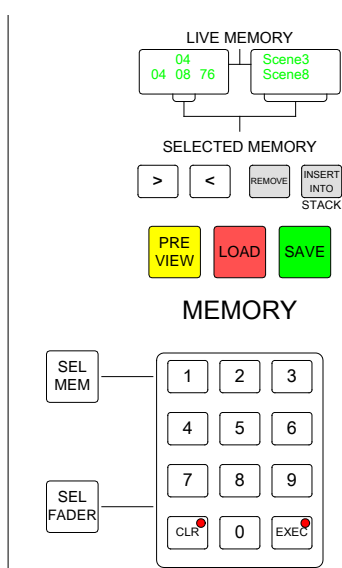 LIVE MEMORY
04
04 08 76
Scene3
Scene8
SELECTED MEMORY
>
<
REMOVE
INSERT
INTO
STACK
PRE
VIEW
LOAD
SAVE
MEMORY
SEL
MEM
1 2 3
4 5 6
7 8 9
SEL
FADER
CLR 0 EXEC